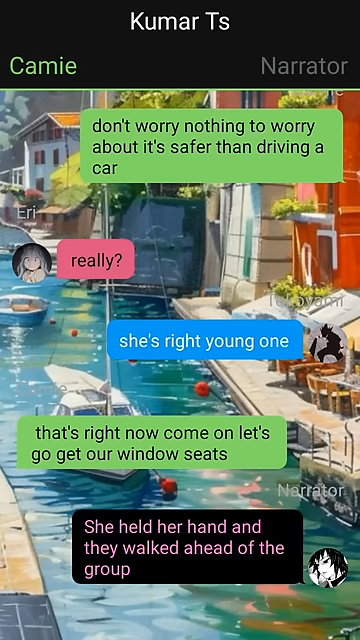 Kumar Ts
Camie
Narrator
don't worry nothing to worry
about it's safer than driving a
car
Eri
really?
Tokoyami
she's right young one
that's right now come on let's
go get our window seats
Narrator
She held her hand and
they walked ahead of the
group